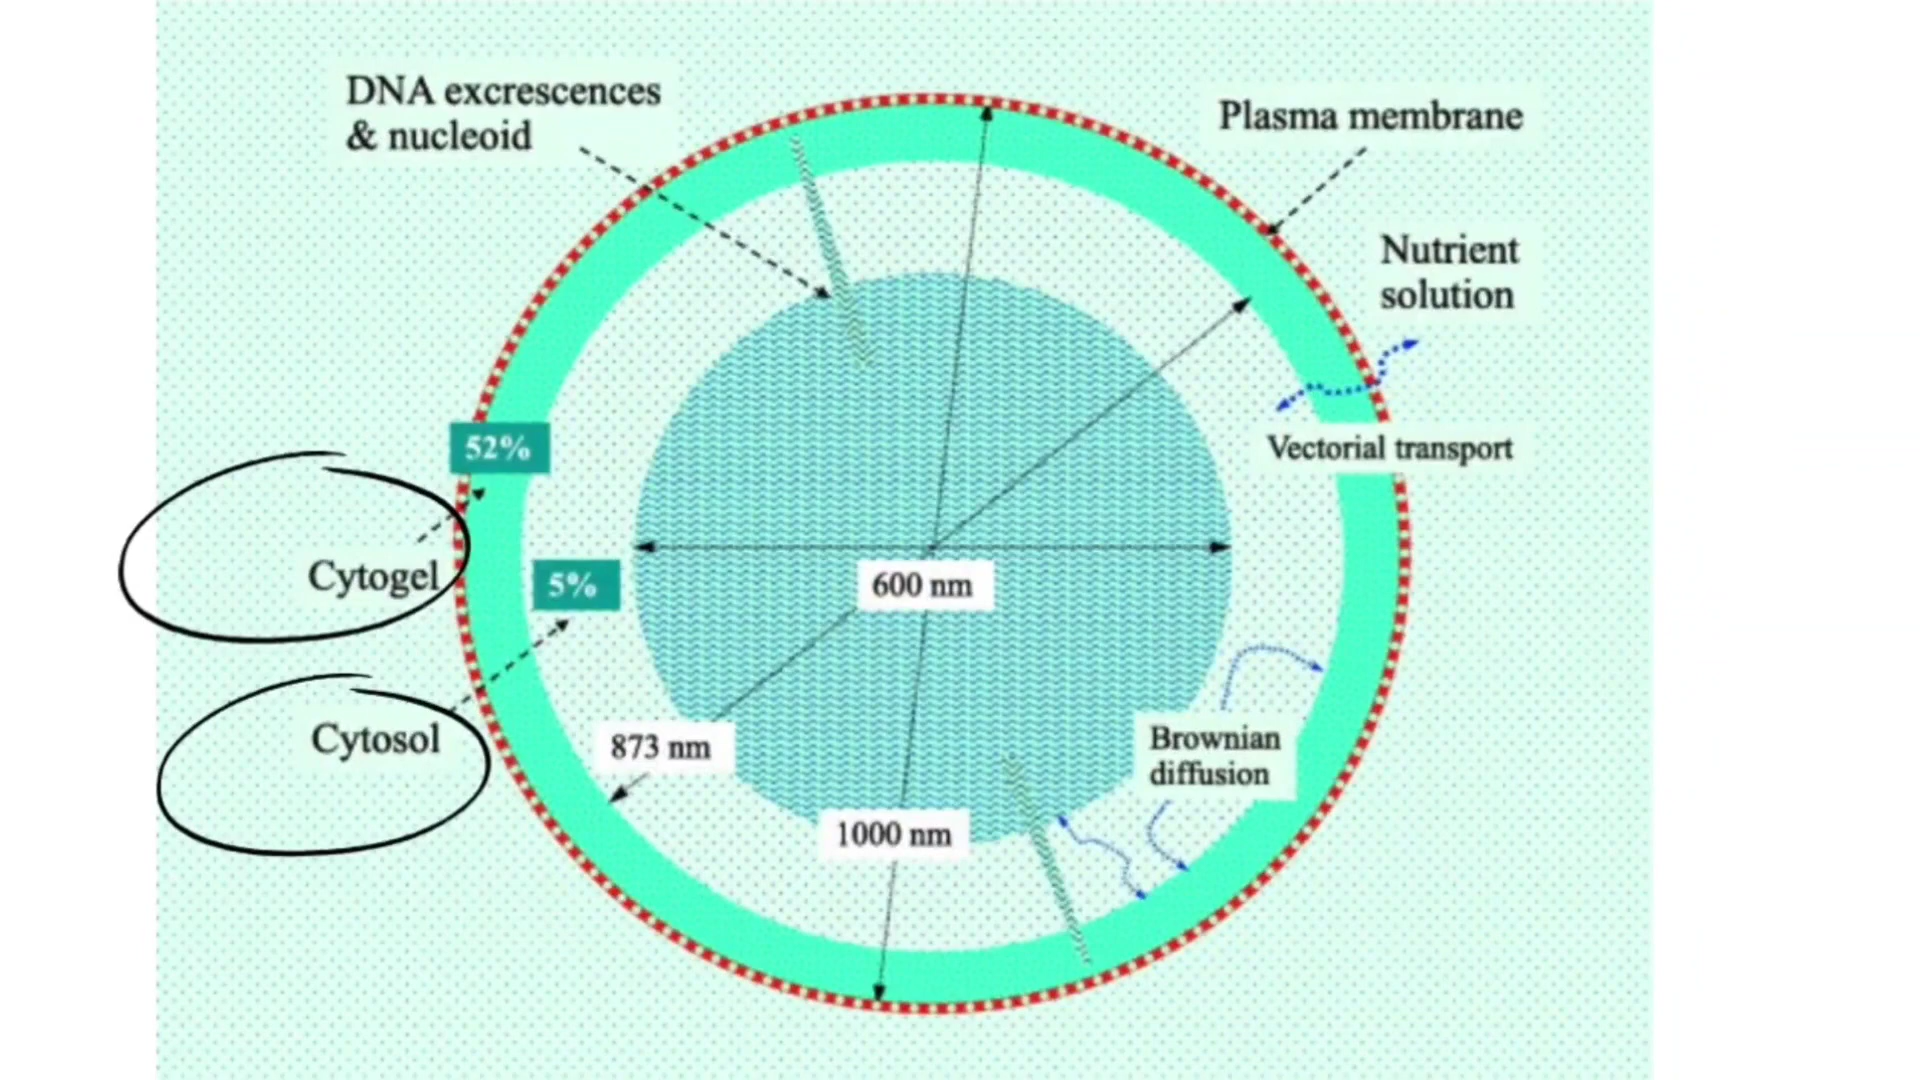 DNA excrescences
& nucleoid
Plasma membrane
Nutrient
solution
52%
Vectorial transport
Cytogel
5%
600 nm
Cytosol
873 nm
Brownian
diffusion
1000 nm